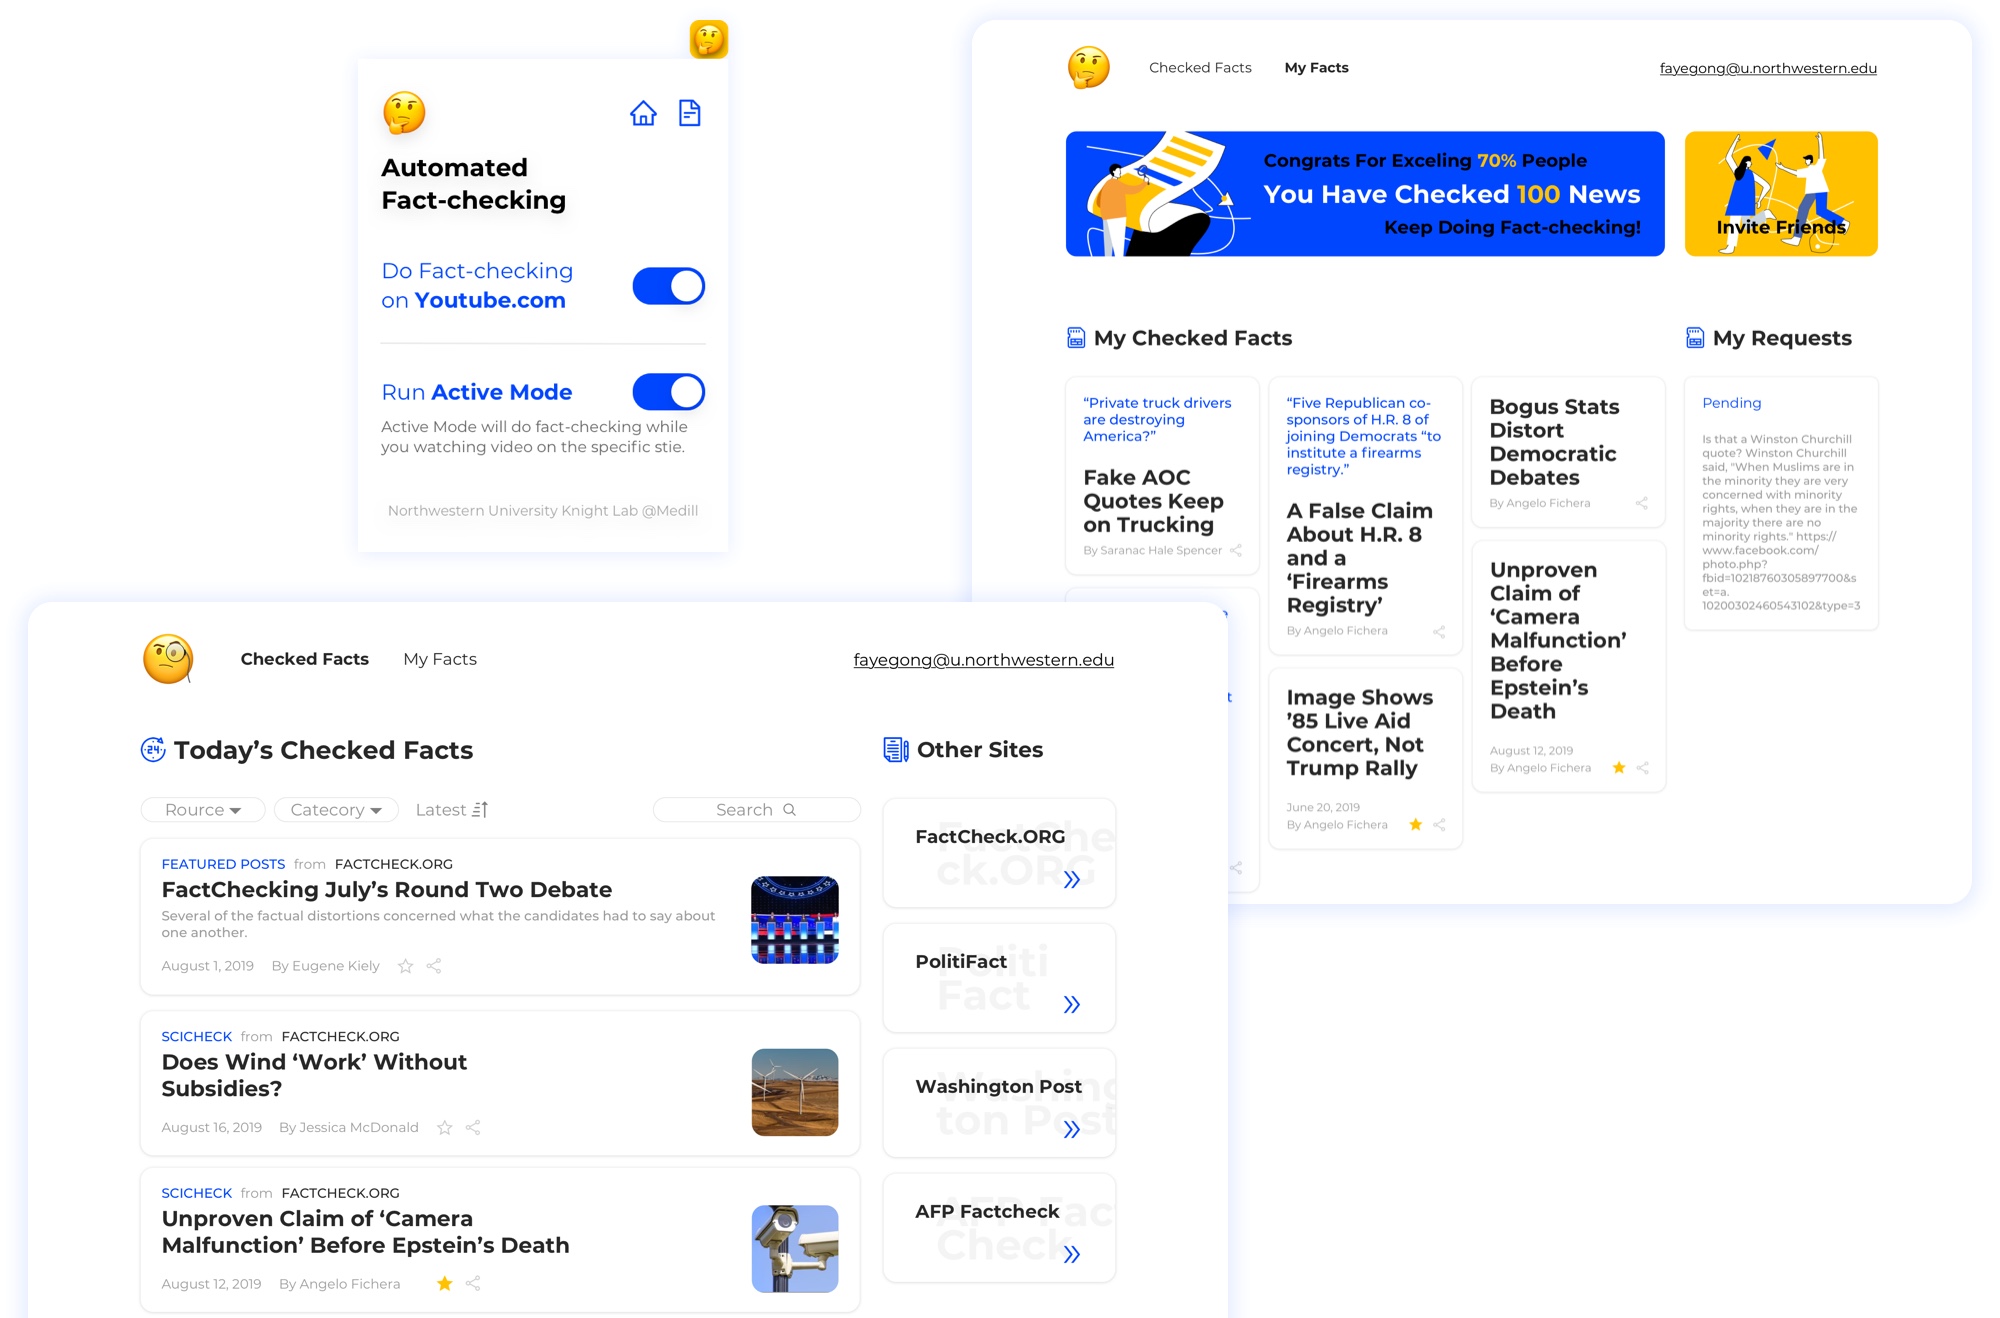 Automated
Fact-checking
Do Fact-checking
on Youtube.com
Run Active Mode
Active Mode will do fact-checking while
you watching video on the specific stie.
Northwestern University Knight Lab @Medill
Checked Facts
My Facts
fayegong@u.northwestern.edu
Congrats For Exceling 70% People
You Have Checked 100 News
Keep Doing Fact-checking!
Invite Friends
My Checked Facts
“Private truck drivers
are destroying
America?”
Fake AOC
Quotes Keep
on Trucking
By Saranac Hale Spencer
“Five Republican co-
sponsors of H.R. 8 of
joining Democrats “to
institute a firearms
registry.”
A False Claim
About H.R. 8
and a
‘Firearms
Registry’
By Angelo Fichera
Image Shows
’85 Live Aid
Concert, Not
Trump Rally
June 20, 2019
By Angelo Fichera
Bogus Stats
Distort
Democratic
Debates
By Angelo Fichera
Unproven
Claim of
‘Camera
Malfunction’
Before
Epstein’s
Death
August 12, 2019
By Angelo Fichera
My Requests
Pending
Is that a Winston Churchill
quote? Winston Churchill
said, "When Muslims are in
the minority they are very
concerned with minority
rights, when they are in the
majority there are no
minority rights." https://
www.facebook.com/
photo.php?
fbid=10218760305897700&s
et=a.
10200302460543102&type=3
Checked Facts
My Facts
fayegong@u.northwestern.edu
24
Today’s Checked Facts
Rource
Catecory
Latest
Search
FEATURED POSTS from FACTCHECK.ORG
FactChecking July’s Round Two Debate
Several of the factual distortions concerned what the candidates had to say about
one another.
August 1, 2019 By Eugene Kiely
SCICHECK from FACTCHECK.ORG
Does Wind ‘Work’ Without
Subsidies?
August 16, 2019 By Jessica McDonald
SCICHECK from FACTCHECK.ORG
Unproven Claim of ‘Camera
Malfunction’ Before Epstein’s Death
August 12, 2019 By Angelo Fichera
Other Sites
FactCheck.ORG
FactChe
ck.ORG
PolitiFact
Politi
Fact
Washington Post
Washing
ton Post
AFP Factcheck
AFP Fac
Check